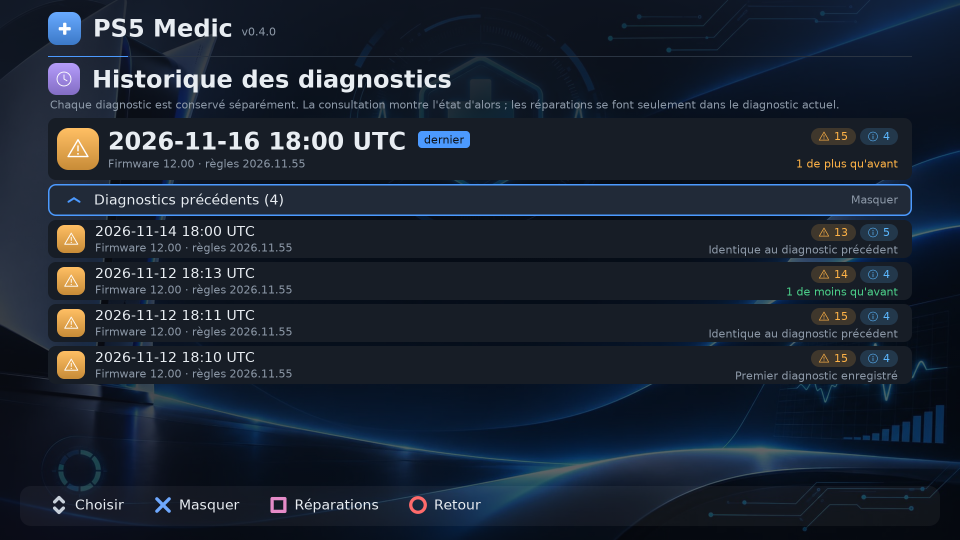 PS5 Medic v0.4.0
Historique des diagnostics
Chaque diagnostic est conservé séparément. La consultation montre l'état d'alors ; les réparations se font seulement dans le diagnostic actuel.
2026-11-16 18:00 UTC dernier 15 4
Firmware 12.00 · règles 2026.11.55 1 de plus qu'avant
Diagnostics précédents (4) Masquer
2026-11-14 18:00 UTC 13 5
Firmware 12.00 · règles 2026.11.55 Identique au diagnostic précédent
2026-11-12 18:13 UTC 14 4
Firmware 12.00 · règles 2026.11.55 1 de moins qu'avant
2026-11-12 18:11 UTC 15 4
Firmware 12.00 · règles 2026.11.55 Identique au diagnostic précédent
2026-11-12 18:10 UTC 15 4
Firmware 12.00 · règles 2026.11.55 Premier diagnostic enregistré
Choisir Masquer Réparations Retour